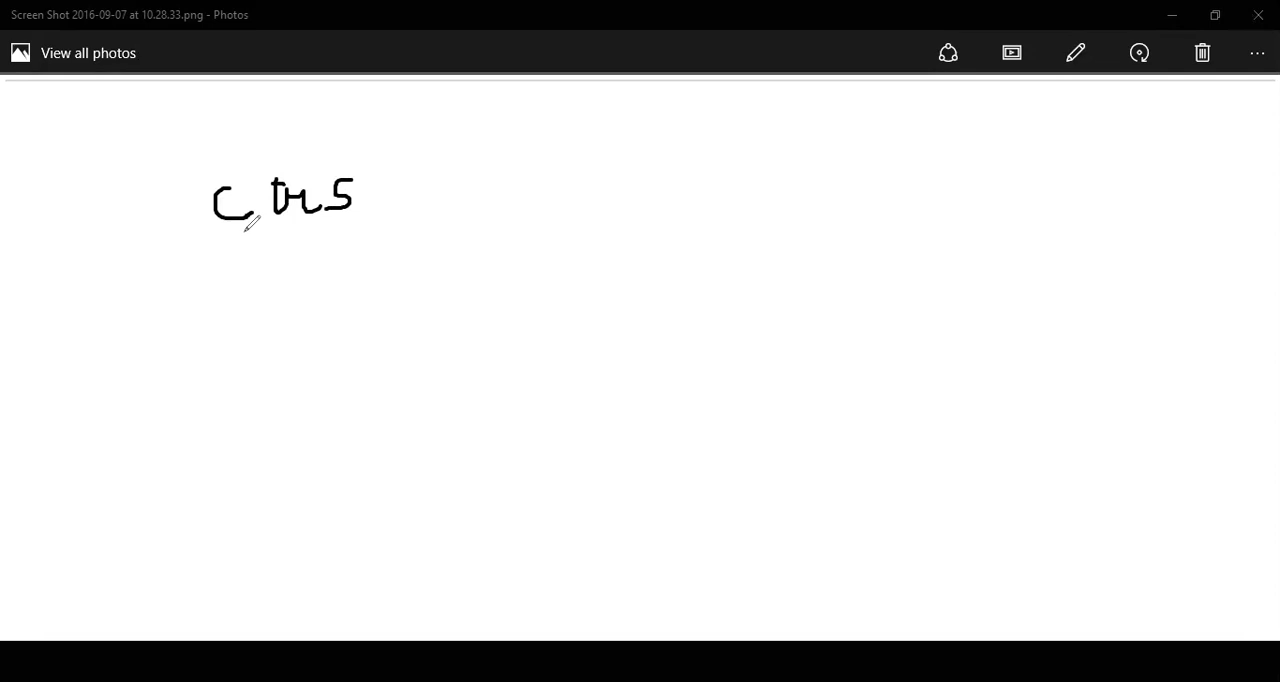 Screen Shot 2016-09-07 at 10.28.33.png - Photos
View all photos